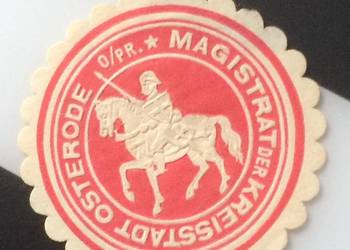 MAGISTRAT DER KREISSTADT OSTERODE O/PR. ★